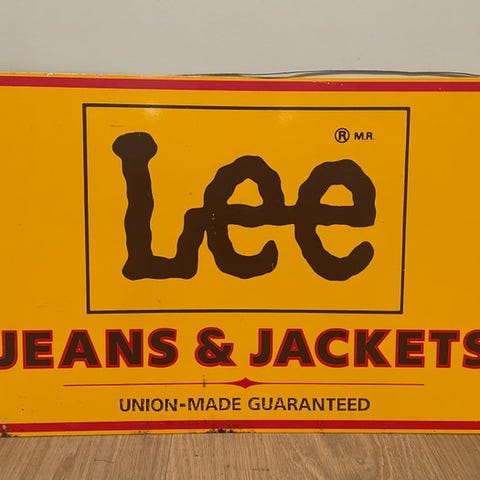 Lee
® M.R.
JEANS & JACKETS
UNION-MADE GUARANTEED